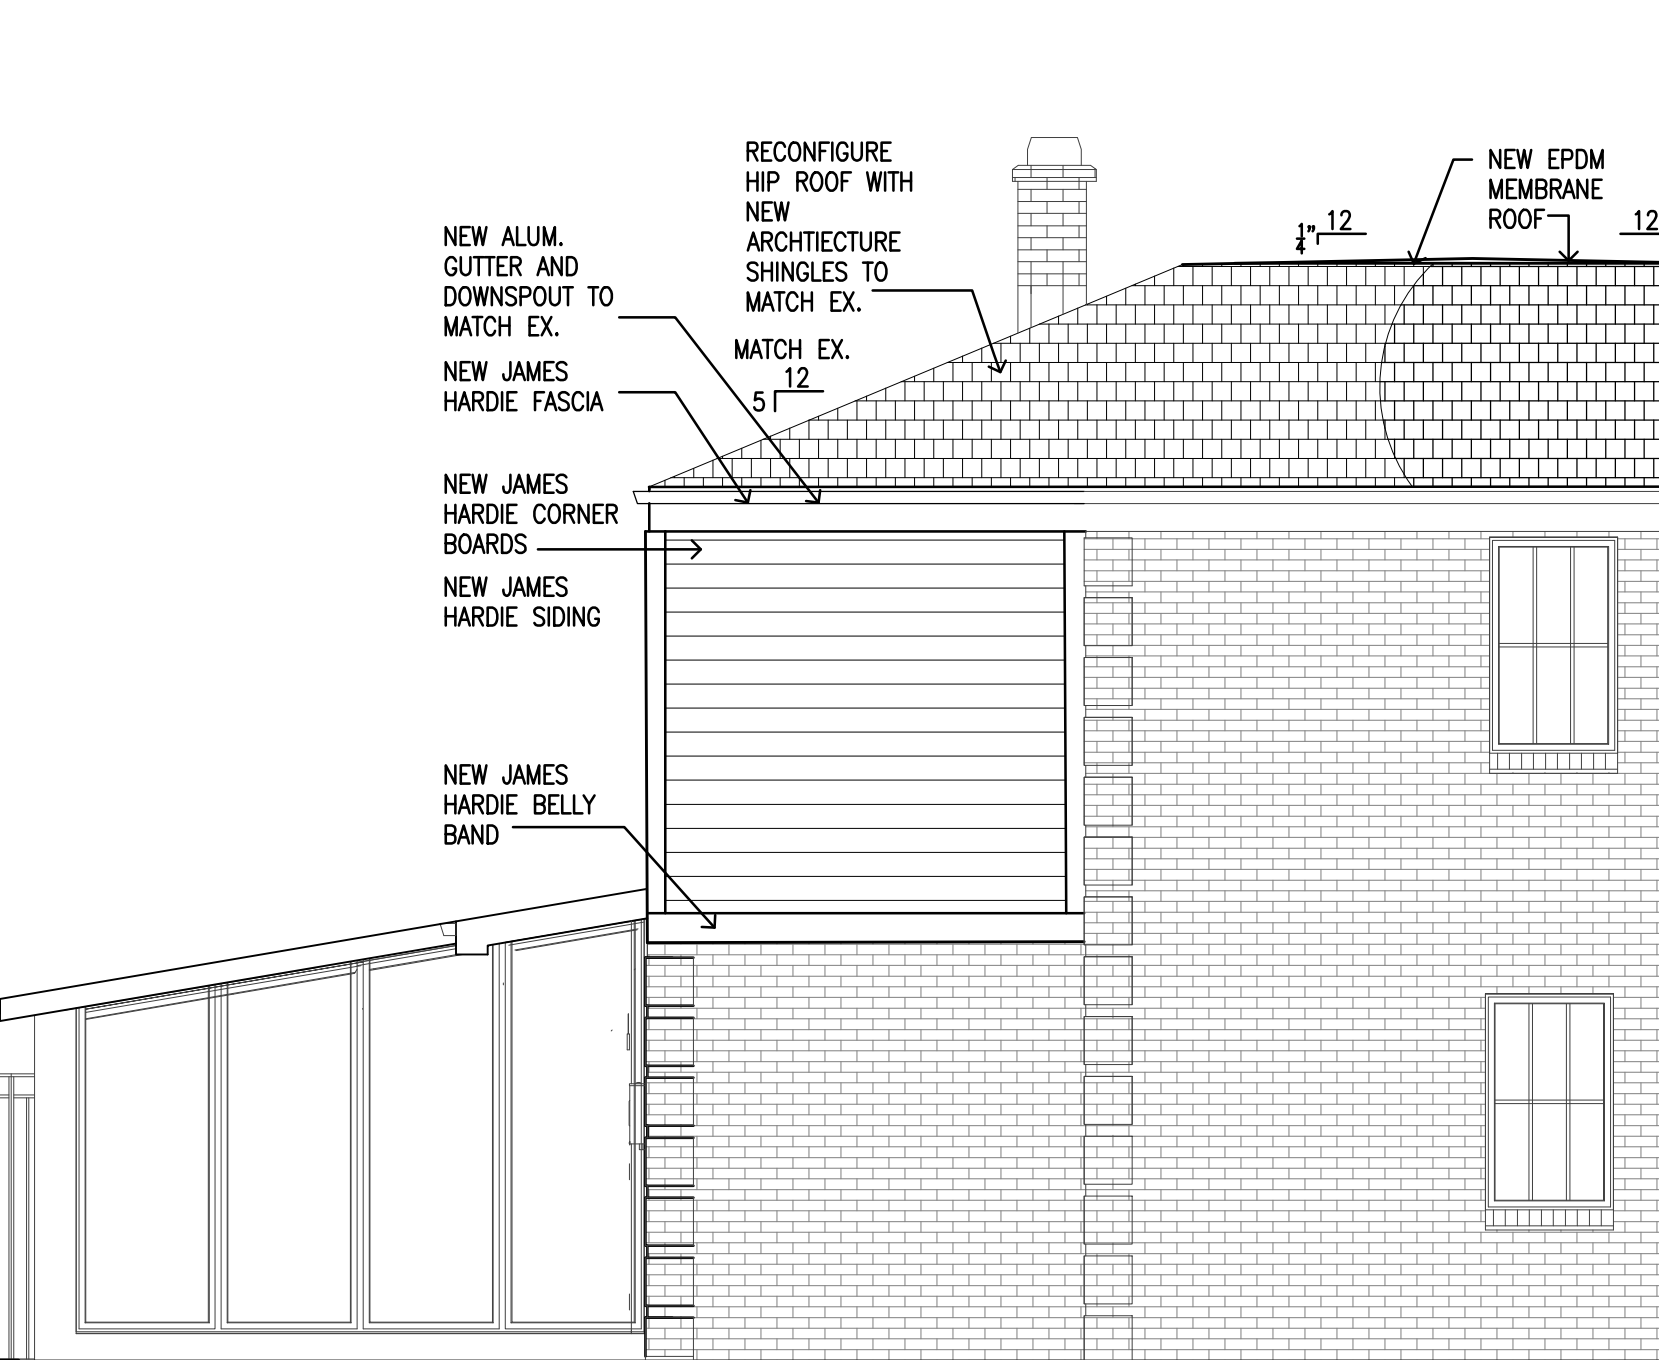 RECONFIGURE
HIP ROOF WITH
NEW
ARCHTIECTURE
SHINGLES TO
MATCH EX.
NEW EPDM
MEMBRANE
ROOF
12
1/4"
12
NEW ALUM.
GUTTER AND
DOWNSPOUT TO
MATCH EX.
MATCH EX.
12
5
NEW JAMES
HARDIE FASCIA
NEW JAMES
HARDIE CORNER
BOARDS
NEW JAMES
HARDIE SIDING
NEW JAMES
HARDIE BELLY
BAND